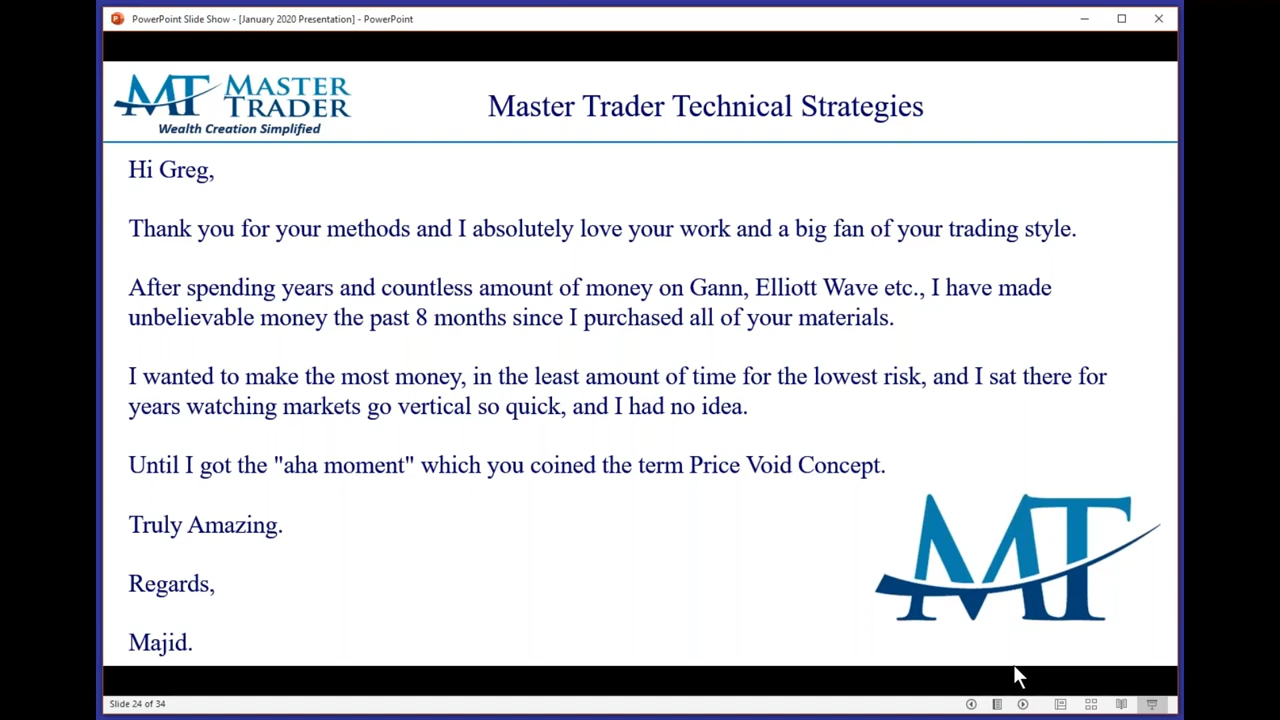 PowerPoint Slide Show - [January 2020 Presentation] - PowerPoint
MT MASTER
TRADER
Wealth Creation Simplified
Master Trader Technical Strategies
Hi Greg,
Thank you for your methods and I absolutely love your work and a big fan of your trading style.
After spending years and countless amount of money on Gann, Elliott Wave etc., I have made
unbelievable money the past 8 months since I purchased all of your materials.
I wanted to make the most money, in the least amount of time for the lowest risk, and I sat there for
years watching markets go vertical so quick, and I had no idea.
Until I got the "aha moment" which you coined the term Price Void Concept.
Truly Amazing.
Regards,
Majid.
MT
Slide 24 of 34